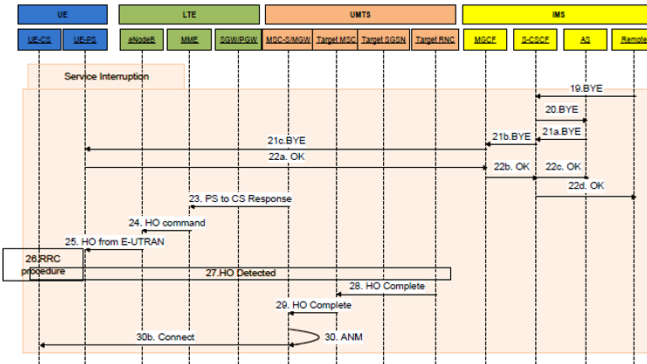 UE
LTE
UMTS
IMS
UE-CS
UE-PS
eNodeB
MME
SGW/PGW
MSC-S/MGW
Target MSC
Target SGSN
Target RNC
MGCF
S-CSCF
AS
Remote
Service Interruption
19.BYE
20.BYE
21a.BYE
21b.BYE
21c.BYE
22a. OK
22b. OK
22c. OK
22d. OK
23. PS to CS Response
24. HO command
25. HO from E-UTRAN
26.RRC
procedure
27.HO Detected
28. HO Complete
29. HO Complete
30b. Connect
30. ANM